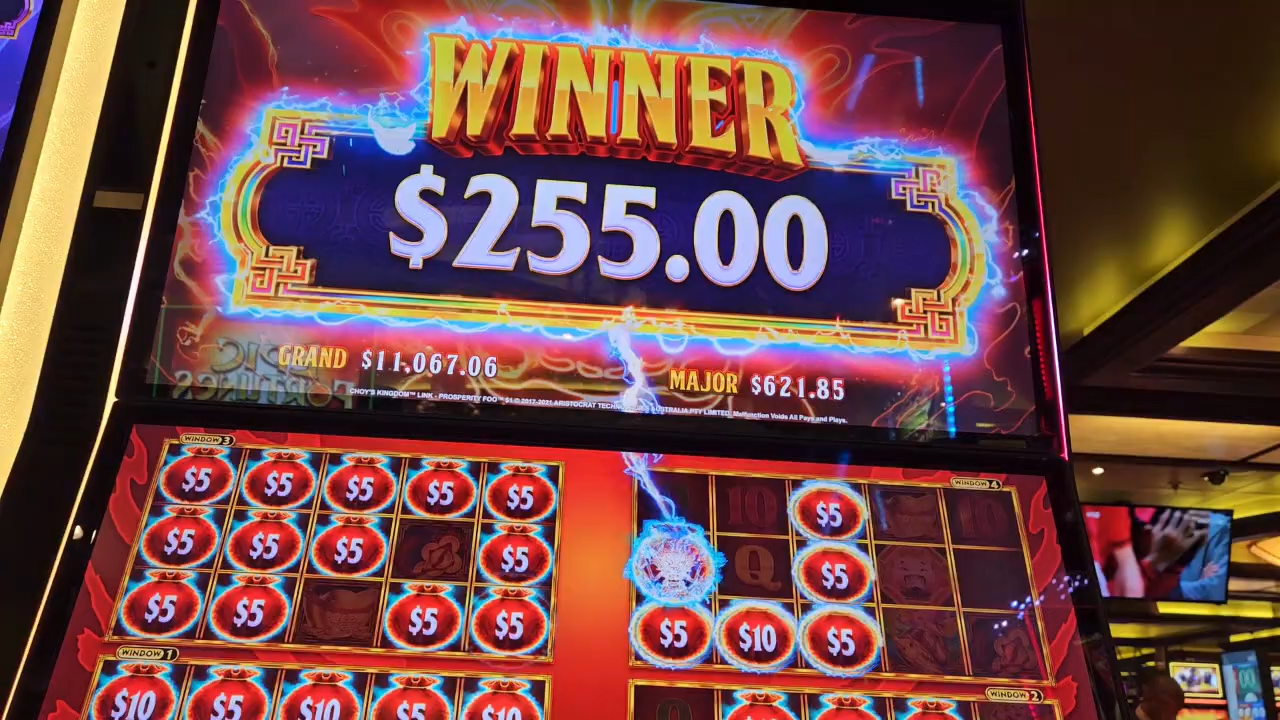 WINNER
$255.00
GRAND $11,067.06
MAJOR $621.85
WINDOW 3
$5 $5 $5 $5 $5
$5 $5 $5 $5
$5 $5 $5 $5
WINDOW 4
10 $5 10
Q $5
$5 $10 $5
WINDOW 1
$10 $5 $10 $5 $10
WINDOW 2